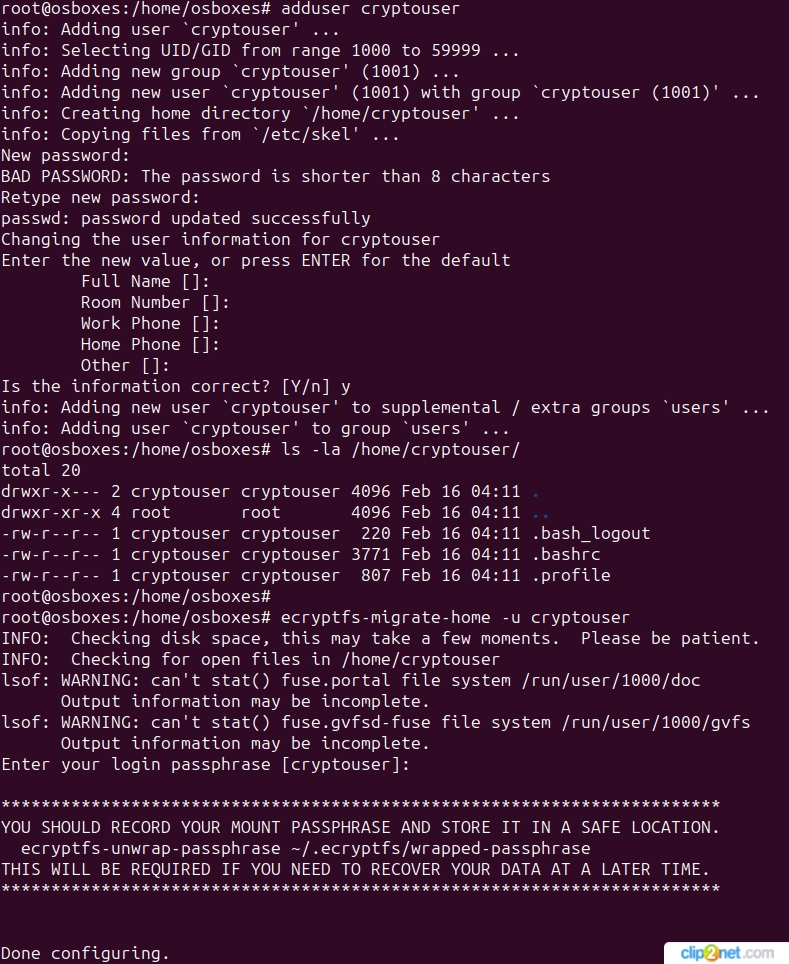 root@osboxes:/home/osboxes# adduser cryptouser
info: Adding user `cryptouser' ...
info: Selecting UID/GID from range 1000 to 59999 ...
info: Adding new group `cryptouser' (1001) ...
info: Adding new user `cryptouser' (1001) with group `cryptouser (1001)' ...
info: Creating home directory `/home/cryptouser' ...
info: Copying files from `/etc/skel' ...
New password:
BAD PASSWORD: The password is shorter than 8 characters
Retype new password:
passwd: password updated successfully
Changing the user information for cryptouser
Enter the new value, or press ENTER for the default
        Full Name []:
        Room Number []:
        Work Phone []:
        Home Phone []:
        Other []:
Is the information correct? [Y/n] y
info: Adding new user `cryptouser' to supplemental / extra groups `users' ...
info: Adding user `cryptouser' to group `users' ...
root@osboxes:/home/osboxes# ls -la /home/cryptouser/
total 20
drwxr-x--- 2 cryptouser cryptouser 4096 Feb 16 04:11 .
drwxr-xr-x 4 root       root       4096 Feb 16 04:11 ..
-rw-r--r-- 1 cryptouser cryptouser  220 Feb 16 04:11 .bash_logout
-rw-r--r-- 1 cryptouser cryptouser 3771 Feb 16 04:11 .bashrc
-rw-r--r-- 1 cryptouser cryptouser  807 Feb 16 04:11 .profile
root@osboxes:/home/osboxes#
root@osboxes:/home/osboxes# ecryptfs-migrate-home -u cryptouser
INFO:  Checking disk space, this may take a few moments.  Please be patient.
INFO:  Checking for open files in /home/cryptouser
lsof: WARNING: can't stat() fuse.portal file system /run/user/1000/doc
      Output information may be incomplete.
lsof: WARNING: can't stat() fuse.gvfsd-fuse file system /run/user/1000/gvfs
      Output information may be incomplete.
Enter your login passphrase [cryptouser]:
************************************************************************
YOU SHOULD RECORD YOUR MOUNT PASSPHRASE AND STORE IT IN A SAFE LOCATION.
  ecryptfs-unwrap-passphrase ~/.ecryptfs/wrapped-passphrase
THIS WILL BE REQUIRED IF YOU NEED TO RECOVER YOUR DATA AT A LATER TIME.
************************************************************************
Done configuring.
clip2net.com